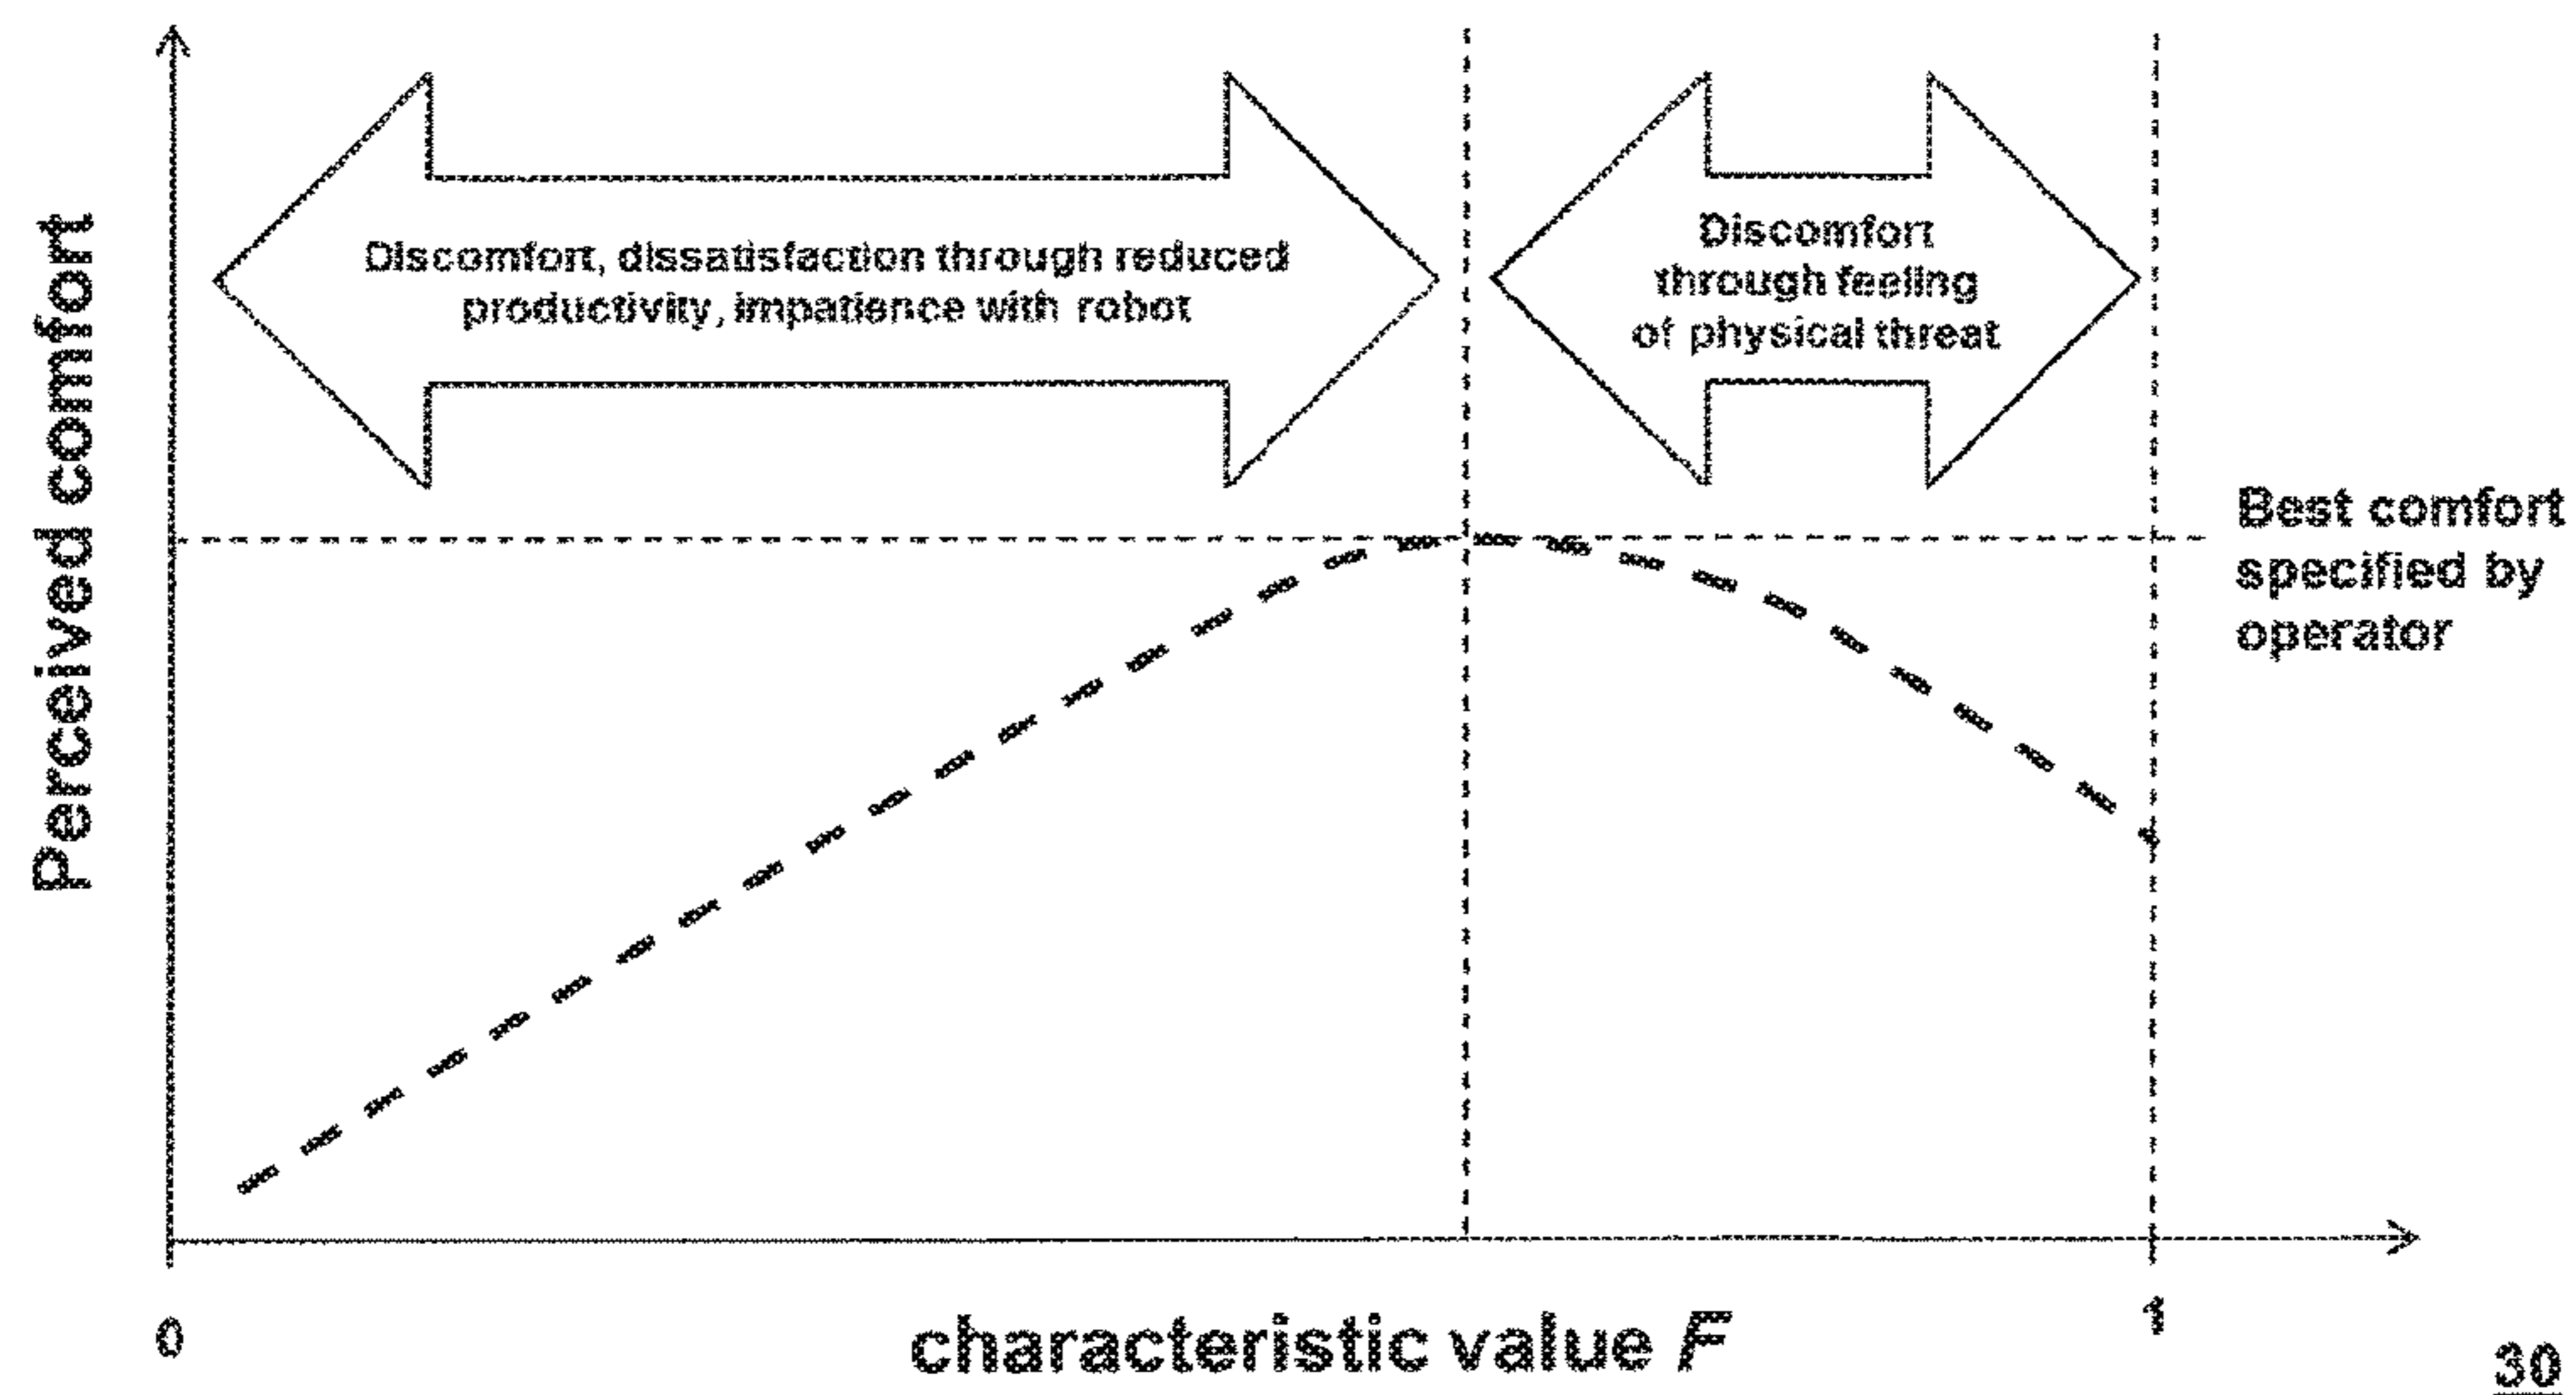 Perceived comfort
Discomfort, dissatisfaction through reduced
productivity, impatience with robot
Discomfort
through feeling
of physical threat
Best comfort
specified by
operator
0
characteristic value F
1
30